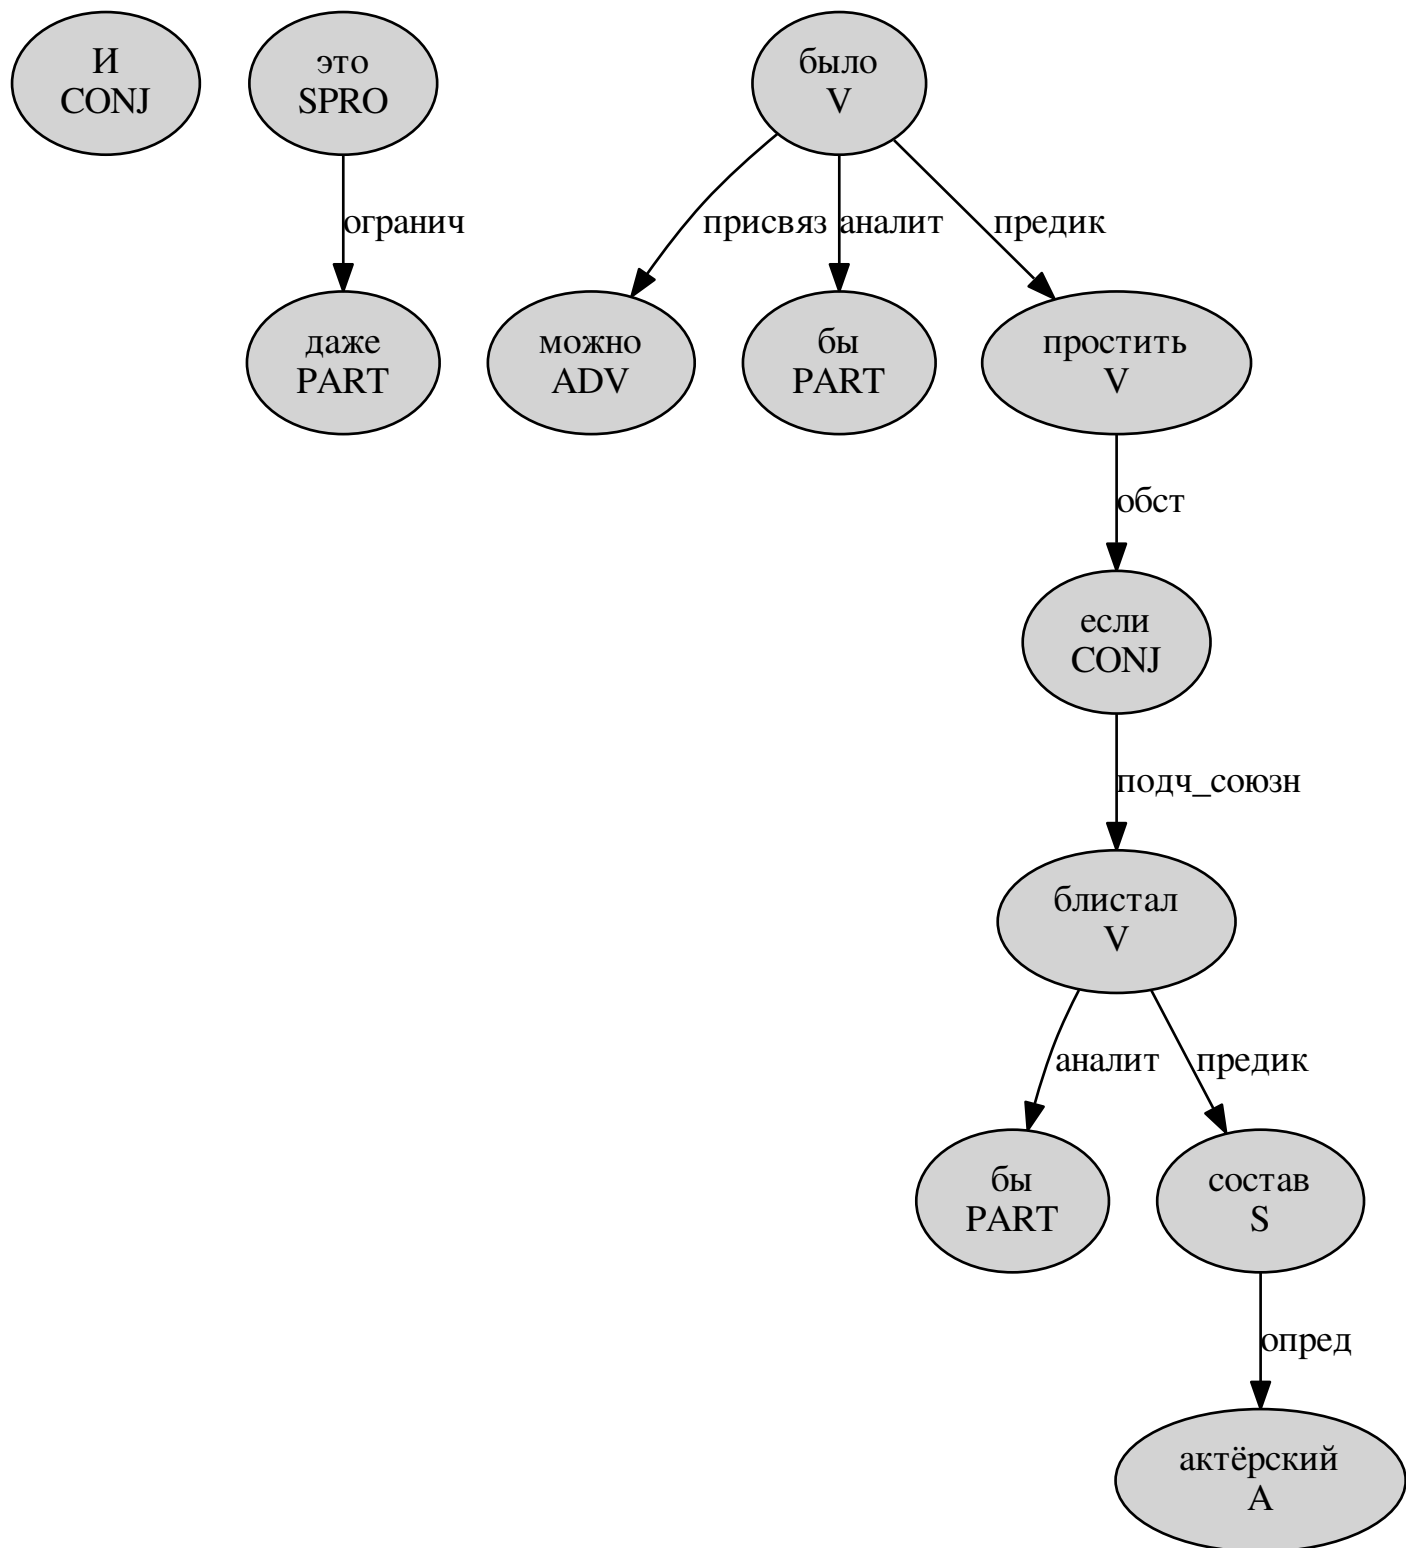 И
CONJ
это
SPRO
было
V
огранич
присвяз
аналит
предик
даже
PART
можно
ADV
бы
PART
простить
V
обст
если
CONJ
подч_союзн
блистал
V
аналит
предик
бы
PART
состав
S
опред
актёрский
A